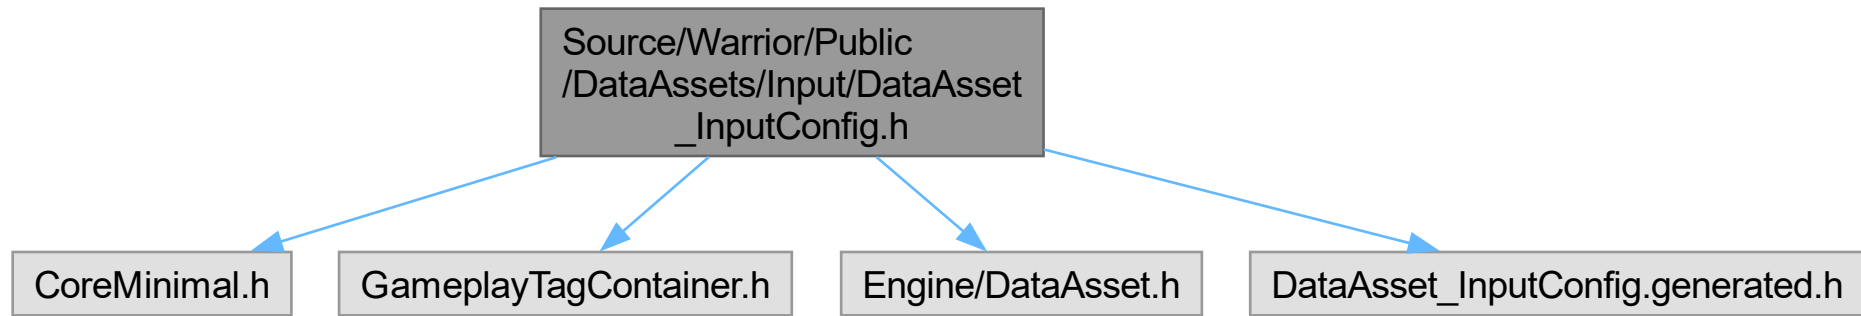 Source/Warrior/Public
/DataAssets/Input/DataAsset
_InputConfig.h
CoreMinimal.h
GameplayTagContainer.h
Engine/DataAsset.h
DataAsset_InputConfig.generated.h